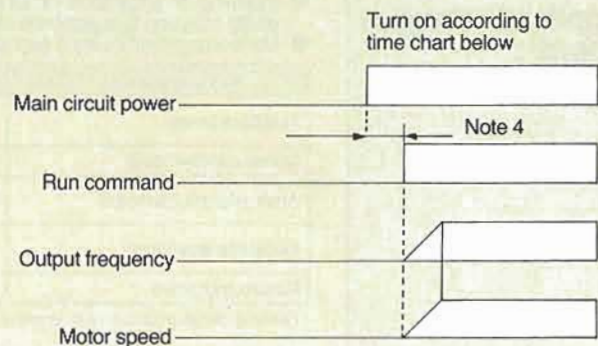 Turn on according to
time chart below
Main circuit power
Note 4
Run command
Output frequency
Motor speed